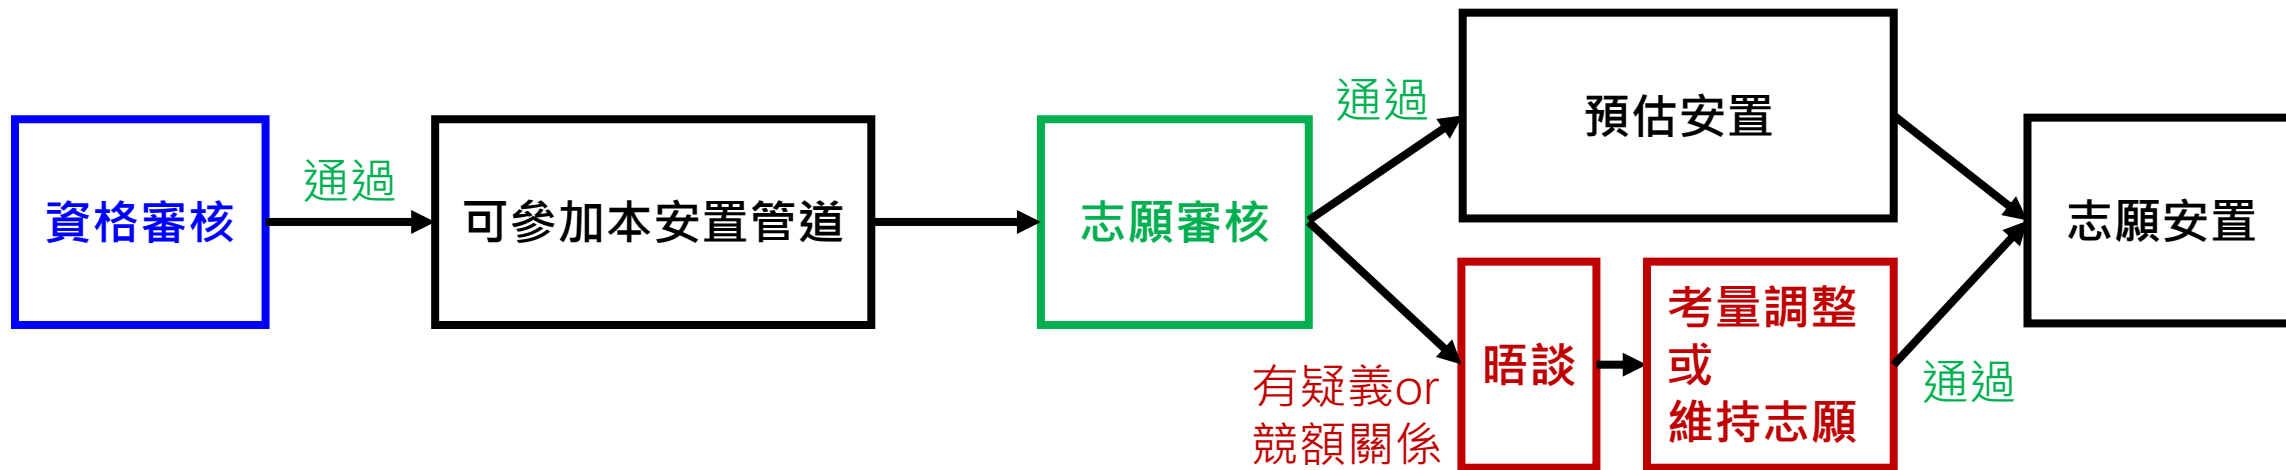 資格審核
通過
可參加本安置管道
志願審核
通過
預估安置
有疑義or
競額關係
晤談
考量調整
或
維持志願
通過
志願安置